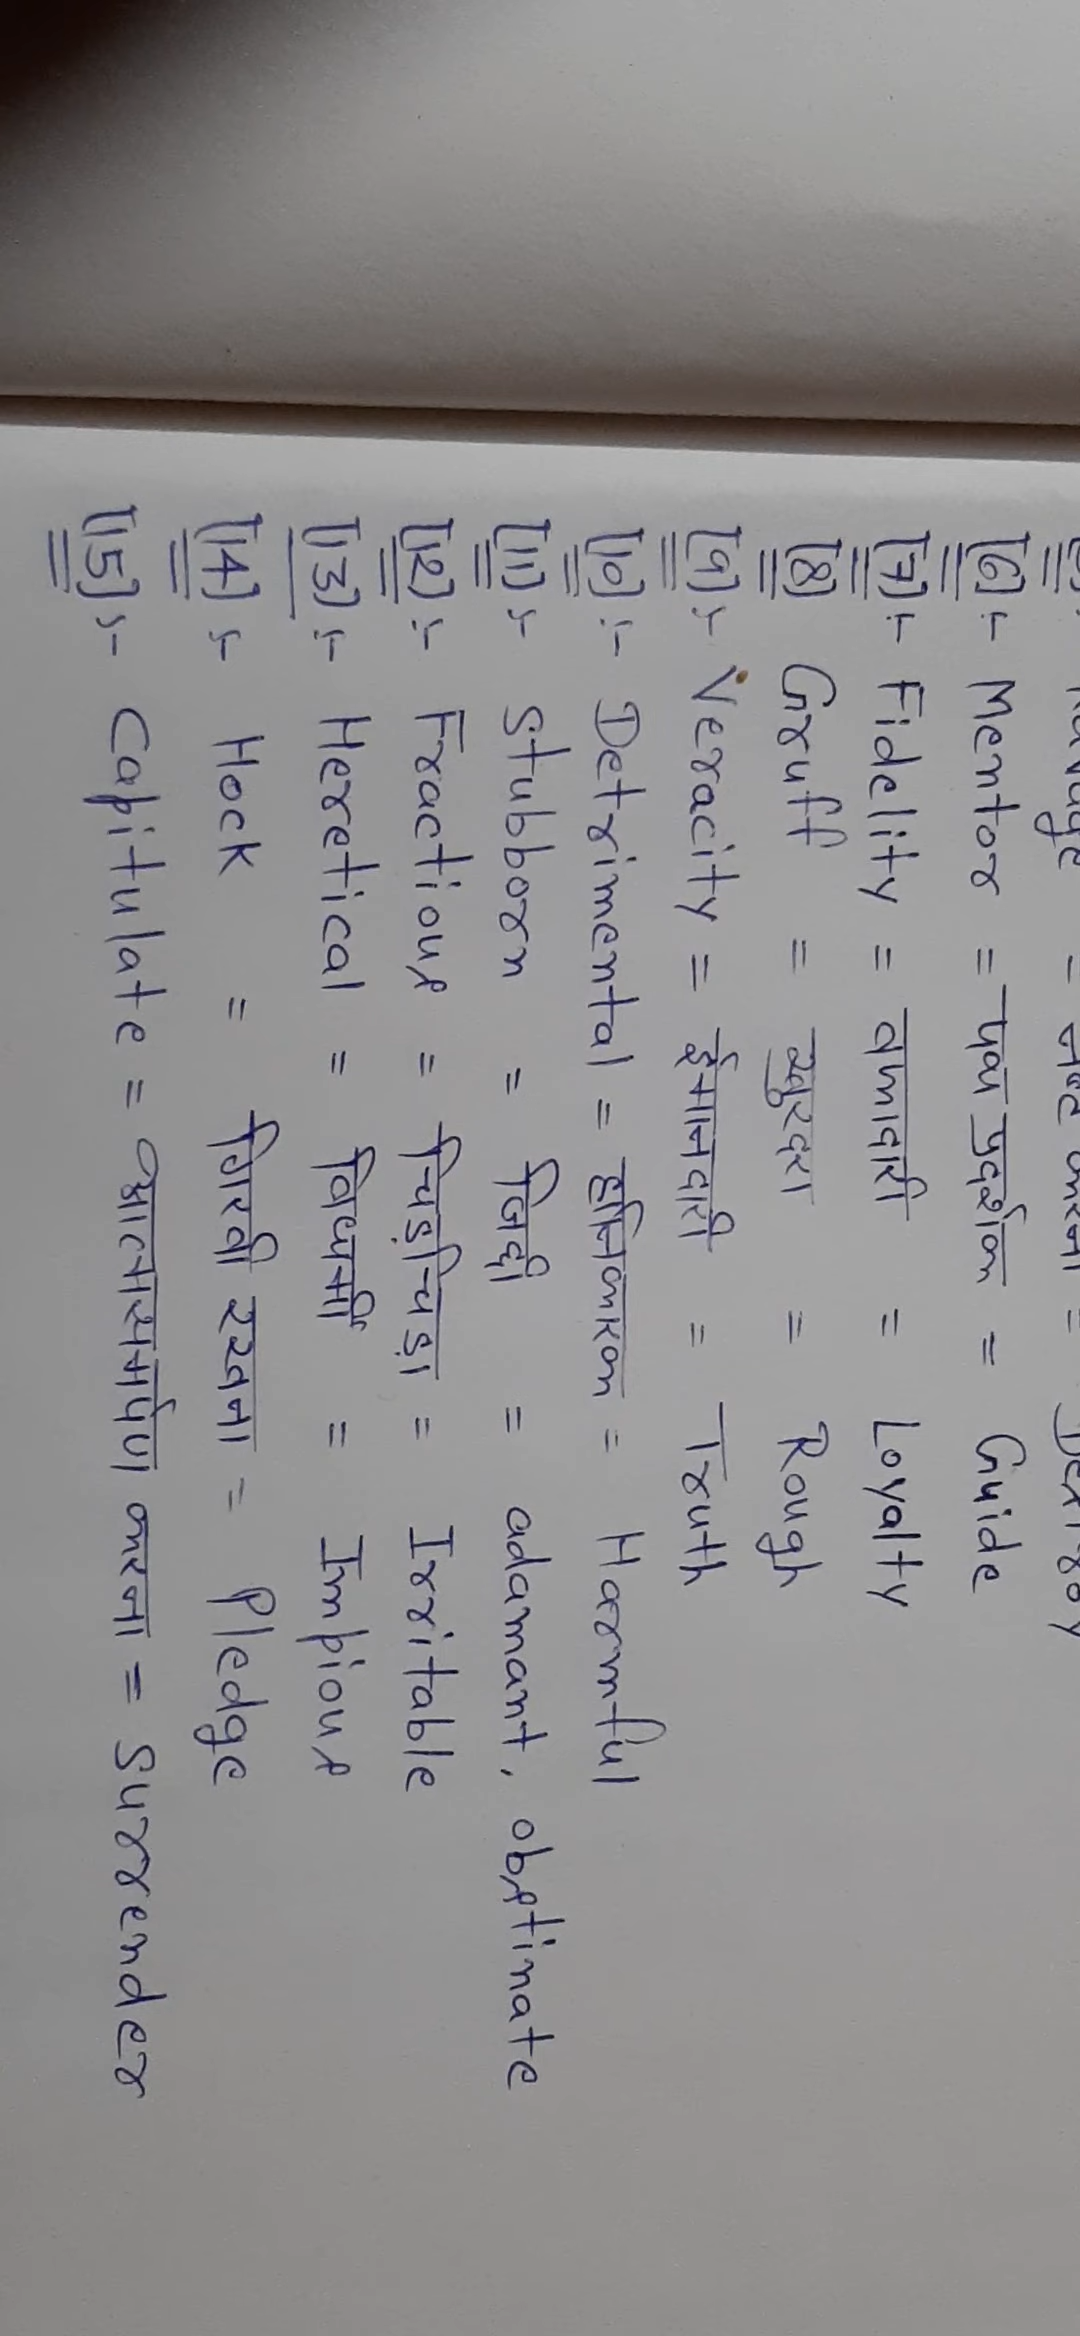 = नष्ट करना =
[6]:- Mentor = पथ प्रदर्शक = Guide
[7]:- Fidelity = वफादारी = Loyalty
[8] Gruff = खुरदरा = Rough
[9]:- Veracity = ईमानदारी = Truth
[10]:- Detrimental = हानिकारक = Harmful
[11]:- Stubborn = जिद्दी = adamant, obstinate
[12]:- Fractious = चिड़चिड़ा = Irritable
[13]:- Heretical = विधर्मी = Impious
[14]:- Hock = गिरवी रखना = Pledge
[15]:- Capitulate = आत्मसमर्पण करना = Surrender